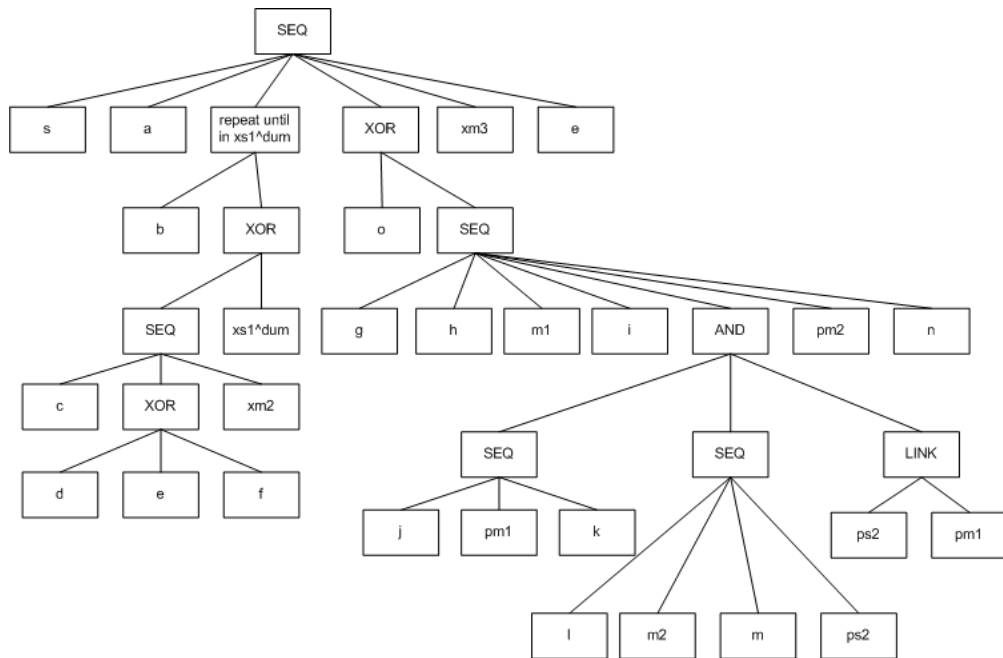 SEQ
s
a
repeat until
in xs1^dum
XOR
xm3
e
b
XOR
o
SEQ
SEQ
xs1^dum
g
h
m1
i
AND
pm2
n
c
XOR
xm2
SEQ
SEQ
LINK
d
e
f
j
pm1
k
ps2
pm1
l
m2
m
ps2